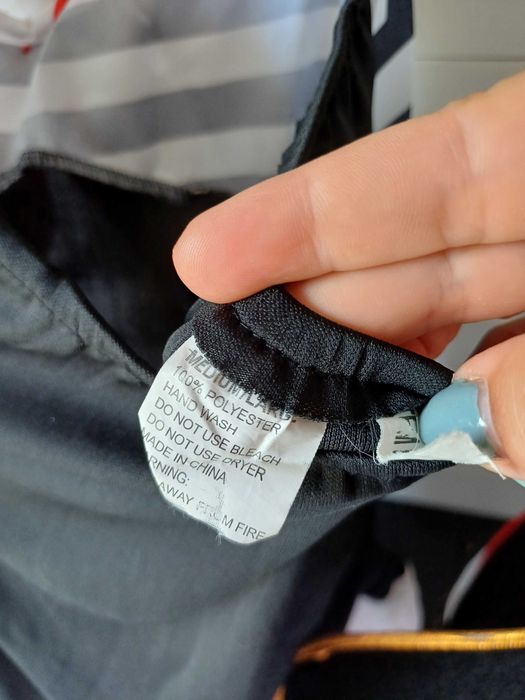 MEDIUM/LARGE
100% POLYESTER
HAND WASH
DO NOT USE BLEACH
DO NOT USE DRYER
MADE IN CHINA
RNING:
AWAY FROM FIRE